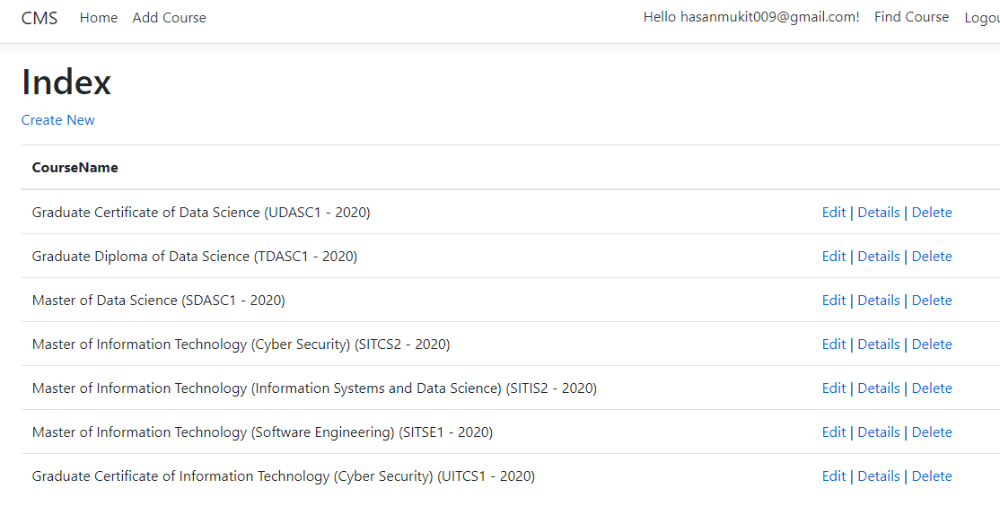 CMS Home Add Course Hello hasanmukit009@gmail.com! Find Course
Index
Create New
CourseName
Graduate Certificate of Data Science (UDASC1 - 2020) Edit | Details | Delete
Graduate Diploma of Data Science (TDASC1 - 2020) Edit | Details | Delete
Master of Data Science (SDASC1 - 2020) Edit | Details | Delete
Master of Information Technology (Cyber Security) (SITCS2 - 2020) Edit | Details | Delete
Master of Information Technology (Information Systems and Data Science) (SITIS2 - 2020) Edit | Details | Delete
Master of Information Technology (Software Engineering) (SITSE1 - 2020) Edit | Details | Delete
Graduate Certificate of Information Technology (Cyber Security) (UITCS1 - 2020) Edit | Details | Delete